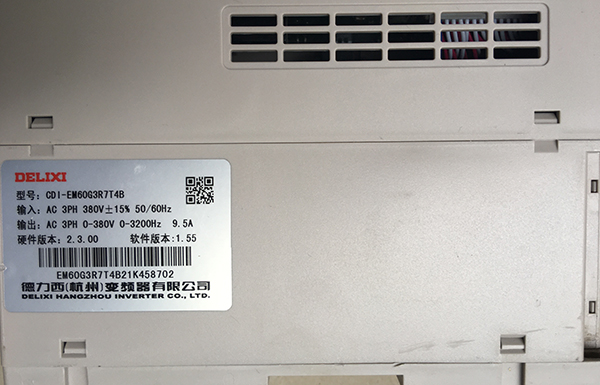 DELIXI
型号: CDI-EM60G3R7T4B
输入: AC 3PH 380V±15% 50/60Hz
输出: AC 3PH 0-380V 0-3200Hz 9.5A
硬件版本: 2.3.00 软件版本: 1.55
EM60G3R7T4B21K458702
德力西(杭州)变频器有限公司
DELIXI HANGZHOU INVERTER CO., LTD.